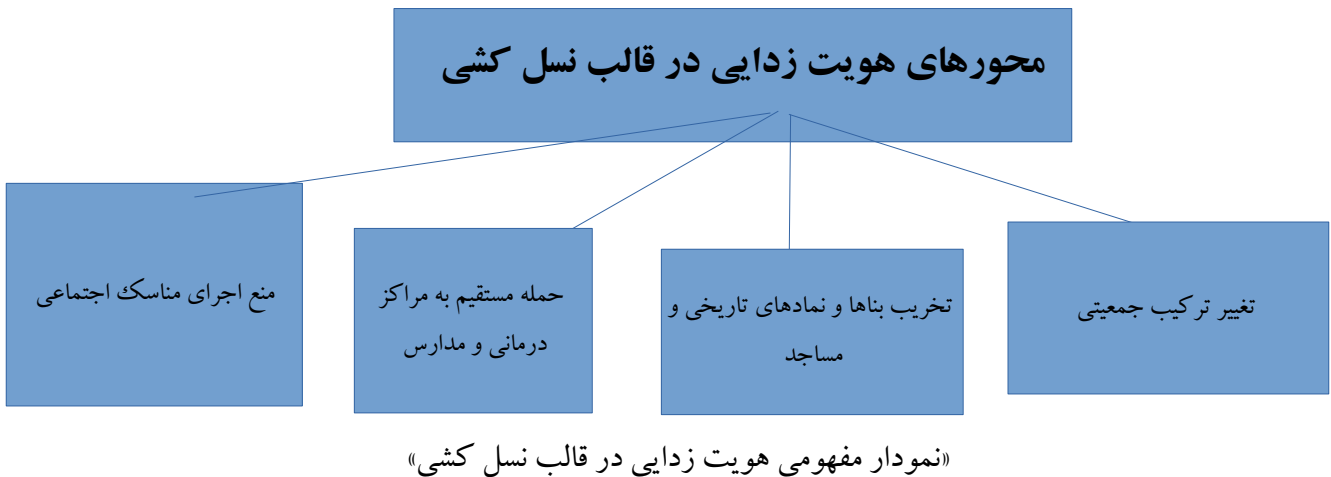 محورهای هویت زدایی در قالب نسل کشی
تغییر ترکیب جمعیتی
تخریب بناها و نمادهای تاریخی و
مساجد
حمله مستقیم به مراکز
درمانی و مدارس
منع اجرای مناسک اجتماعی
«نمودار مفهومی هویت زدایی در قالب نسل کشی»